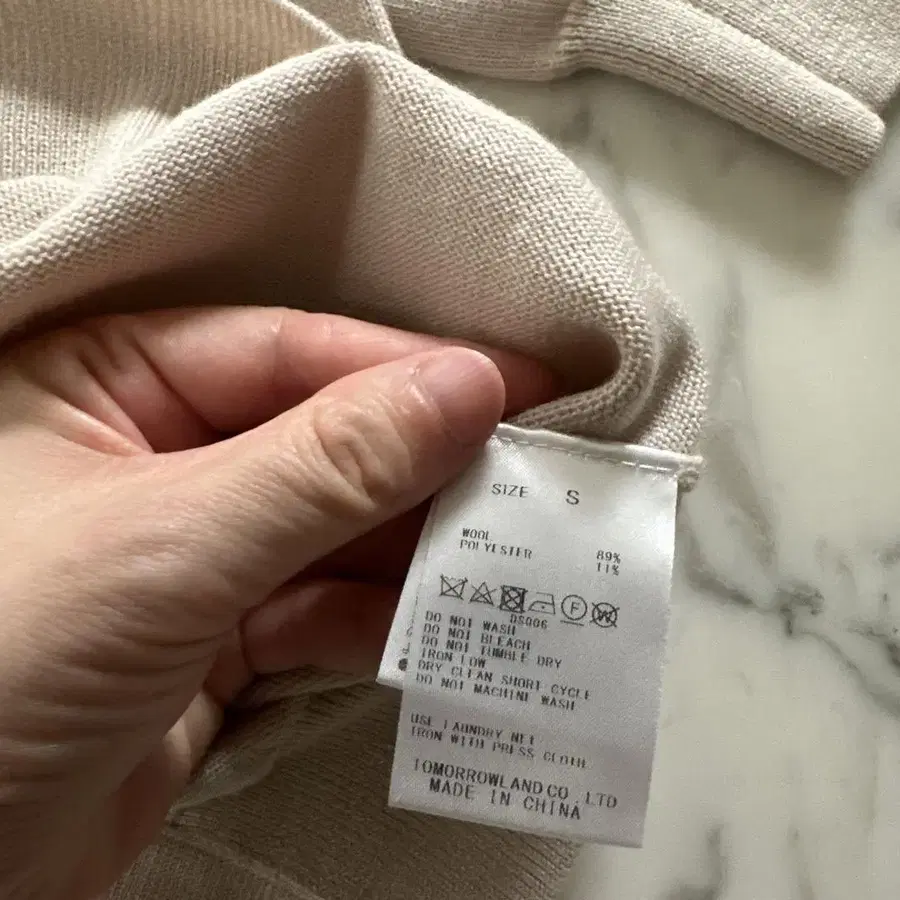 SIZE S
WOOL 89%
POLYESTER 11%
F W
DS006
DO NOT WASH
DO NOT BLEACH
DO NOT TUMBLE DRY
IRON LOW
DRY CLEAN SHORT CYCLE
DO NOT MACHINE WASH
USE LAUNDRY NET
IRON WITH PRESS CLOTH
TOMORROWLAND CO.,LTD
MADE IN CHINA